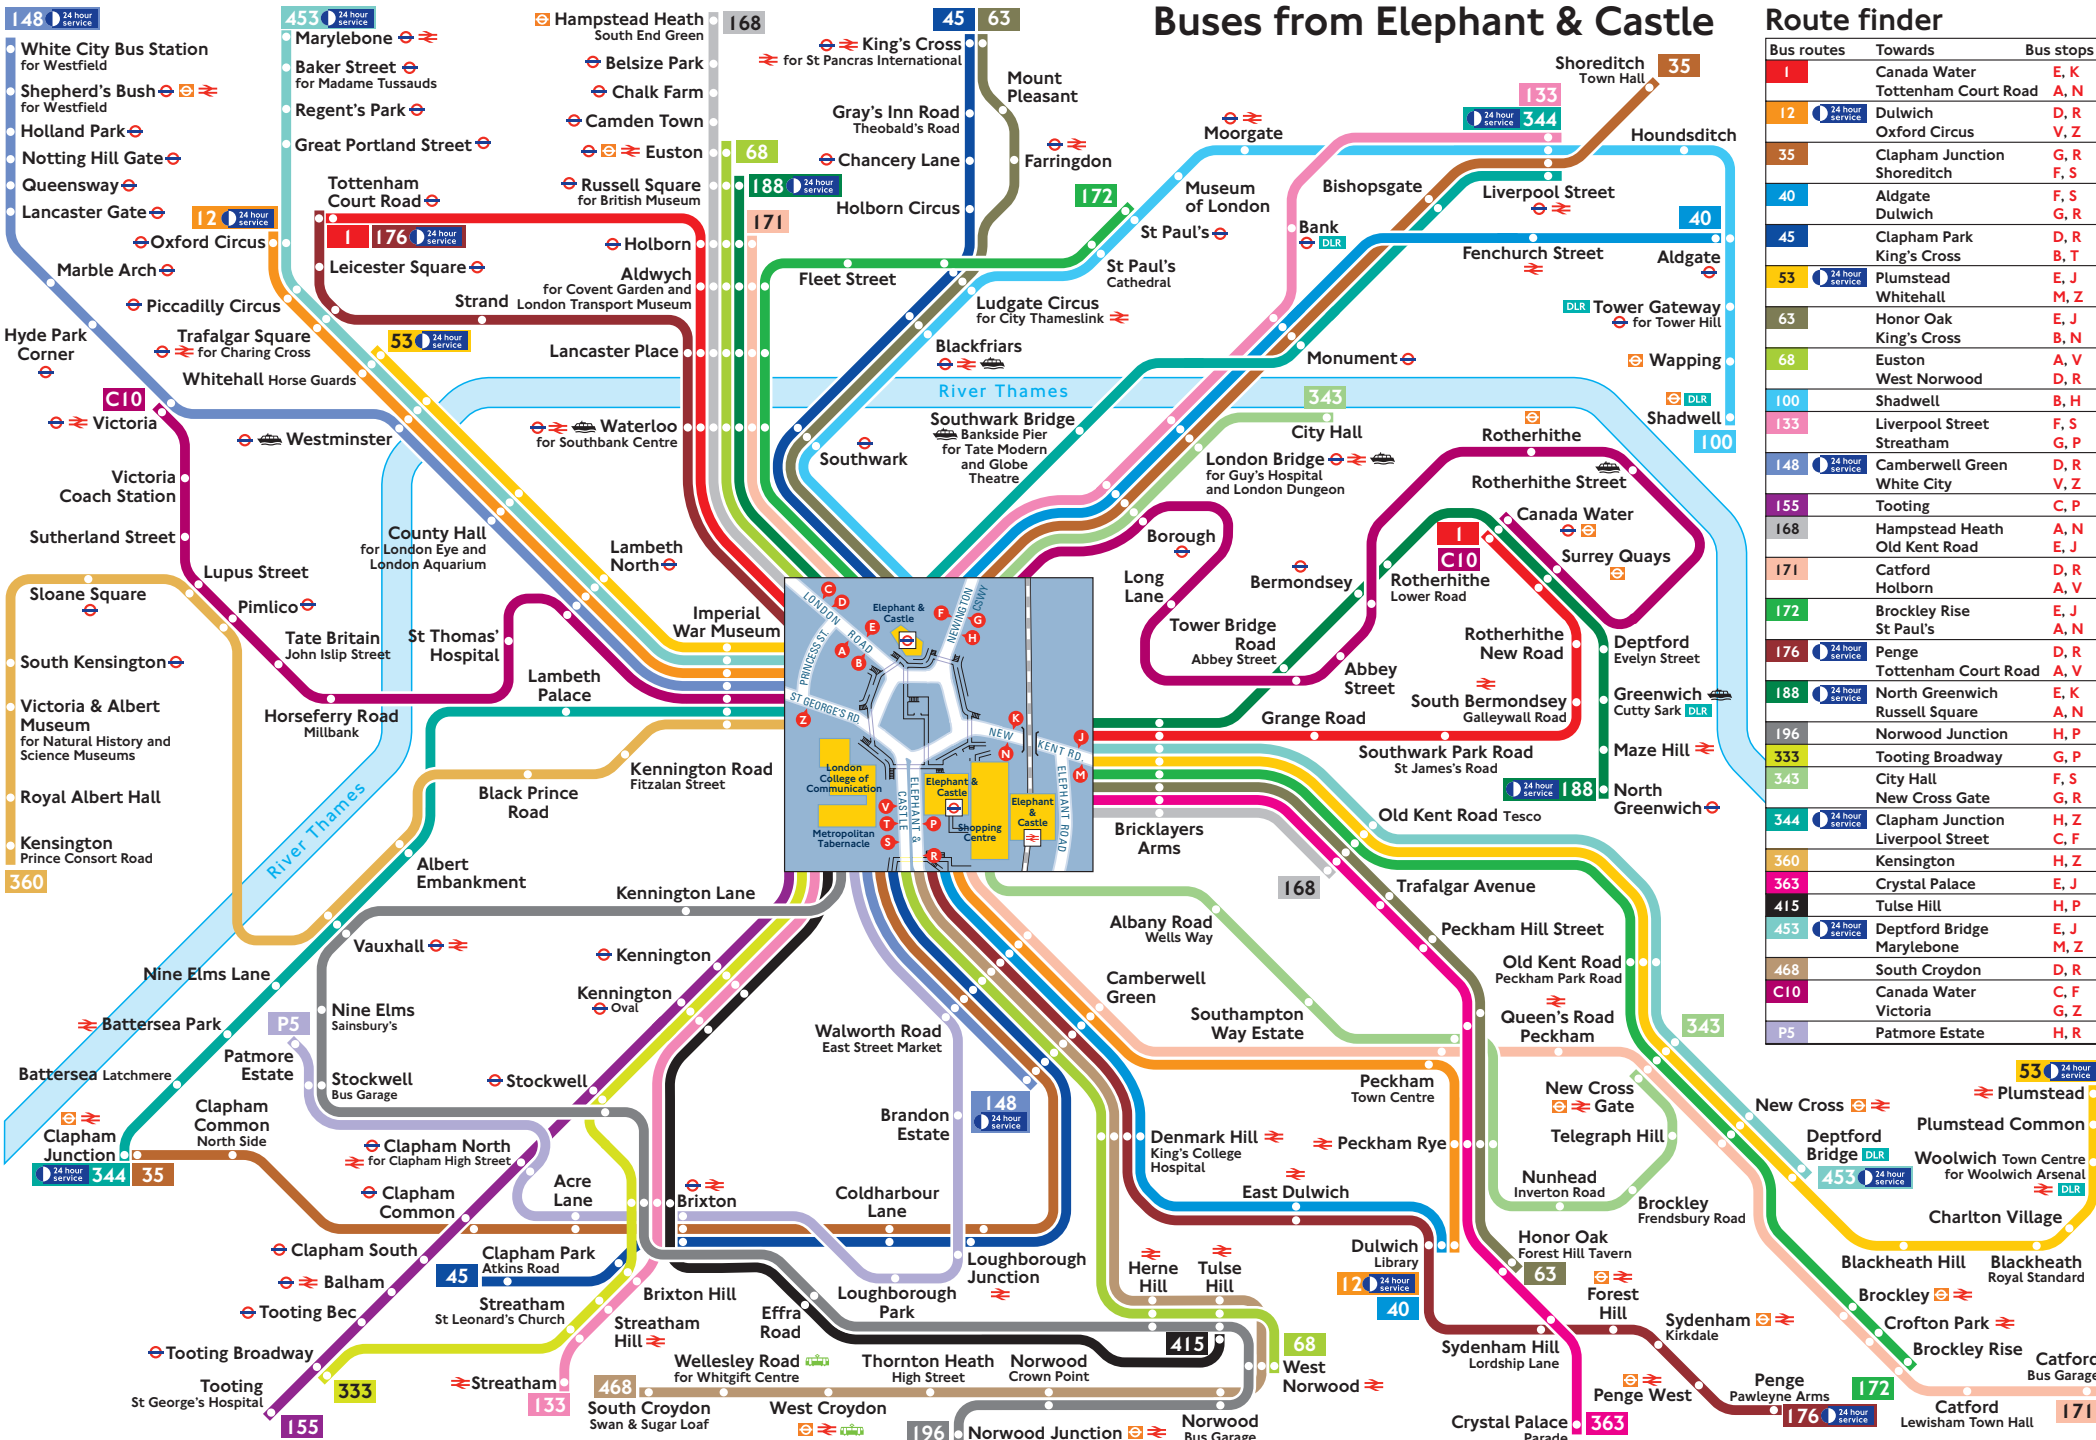 Buses from Elephant & Castle
148 24 hour service
White City Bus Station
for Westfield
Shepherd's Bush
for Westfield
Holland Park
Notting Hill Gate
Queensway
Lancaster Gate
Marble Arch
Hyde Park
Corner
453 24 hour service
Marylebone
Baker Street
for Madame Tussauds
Regent's Park
Great Portland Street
12 24 hour service
Oxford Circus
Piccadilly Circus
Trafalgar Square
for Charing Cross
Whitehall Horse Guards
53 24 hour service
Tottenham
Court Road
1 176 24 hour service
Leicester Square
Strand
Hampstead Heath
South End Green
168
Belsize Park
Chalk Farm
Camden Town
Euston
68
Russell Square
for British Museum
188 24 hour service
171
Holborn
Aldwych
for Covent Garden and
London Transport Museum
Lancaster Place
Waterloo
for Southbank Centre
45 63
King's Cross
for St Pancras International
Mount
Pleasant
Gray's Inn Road
Theobald's Road
Chancery Lane
Farringdon
Holborn Circus
172
Fleet Street
St Paul's
St Paul's
Cathedral
Museum
of London
Moorgate
Ludgate Circus
for City Thameslink
Blackfriars
Southwark
River Thames
Southwark Bridge
Bankside Pier
for Tate Modern
and Globe
Theatre
Shoreditch
Town Hall
35
133
24 hour service 344
Houndsditch
Bishopsgate
Liverpool Street
Bank
DLR
40
Fenchurch Street
Aldgate
DLR Tower Gateway
for Tower Hill
Monument
Wapping
DLR
Shadwell
100
343
City Hall
London Bridge
for Guy's Hospital
and London Dungeon
Rotherhithe
Rotherhithe Street
Canada Water
Surrey Quays
1
C10
Borough
Long
Lane
Bermondsey
Rotherhithe
Lower Road
Tower Bridge
Road
Abbey Street
Abbey
Street
Rotherhithe
New Road
Deptford
Evelyn Street
South Bermondsey
Galleywall Road
Greenwich
Cutty Sark DLR
Grange Road
Southwark Park Road
St James's Road
Maze Hill
24 hour service 188
North
Greenwich
C10
Victoria
Westminster
Victoria
Coach Station
Sutherland Street
Lupus Street
Pimlico
Tate Britain
John Islip Street
Horseferry Road
Millbank
County Hall
for London Eye and
London Aquarium
Lambeth
North
Imperial
War Museum
St Thomas'
Hospital
Lambeth
Palace
Sloane Square
South Kensington
Victoria & Albert
Museum
for Natural History and
Science Museums
Royal Albert Hall
Kensington
Prince Consort Road
360
River Thames
Kennington Road
Fitzalan Street
Black Prince
Road
Albert
Embankment
Kennington Lane
Vauxhall
Nine Elms Lane
Battersea Park
Battersea Latchmere
Clapham
Junction
24 hour service 344 35
Nine Elms
Sainsbury's
P5
Patmore
Estate
Stockwell
Bus Garage
Clapham
Common
North Side
Kennington
Kennington
Oval
Stockwell
Clapham North
for Clapham High Street
Clapham
Common
Acre
Lane
Clapham South
Balham
Tooting Bec
Tooting Broadway
Tooting
St George's Hospital
155
333
Clapham Park
Atkins Road
45
Streatham
St Leonard's Church
Brixton
Brixton Hill
Streatham
Hill
Streatham
133
Coldharbour
Lane
Loughborough
Junction
Loughborough
Park
Effra
Road
LONDON ROAD
PRINCESS ST.
ST GEORGE'S RD.
NEWINGTON CSWY
NEW KENT RD.
ELEPHANT ROAD
ELEPHANT & CASTLE
Elephant &
Castle
London
College of
Communication
Metropolitan
Tabernacle
Elephant &
Castle
Shopping
Centre
Elephant
&
Castle
C
D
E
A
B
F
G
H
K
N
J
M
Z
V
T
S
P
R
Bricklayers
Arms
168
Old Kent Road Tesco
Trafalgar Avenue
Peckham Hill Street
Old Kent Road
Peckham Park Road
Queen's Road
Peckham
343
Albany Road
Wells Way
Southampton
Way Estate
Camberwell
Green
Walworth Road
East Street Market
Brandon
Estate
148
24 hour service
Denmark Hill
King's College
Hospital
East Dulwich
Peckham
Town Centre
Peckham Rye
New Cross
Gate
Telegraph Hill
Nunhead
Inverton Road
Brockley
Frendsbury Road
Honor Oak
Forest Hill Tavern
63
Dulwich
Library
12 24 hour service
40
Forest
Hill
Sydenham
Kirkdale
Sydenham Hill
Lordship Lane
Penge West
Penge
Pawleyne Arms
176 24 hour service
Crystal Palace
Parade
363
Herne
Hill
Tulse
Hill
415
68
West
Norwood
Wellesley Road
for Whitgift Centre
468
South Croydon
Swan & Sugar Loaf
West Croydon
Thornton Heath
High Street
Norwood
Crown Point
196
Norwood Junction
Norwood
Bus Garage
New Cross
Deptford
Bridge DLR
453 24 hour service
53 24 hour service
Plumstead
Plumstead Common
Woolwich Town Centre
for Woolwich Arsenal
DLR
Charlton Village
Blackheath Hill
Blackheath
Royal Standard
Brockley
Crofton Park
Brockley Rise
172
Catford
Lewisham Town Hall
Catford
Bus Garage
171
Route finder
Bus routes Towards Bus stops
1 Canada Water E, K
Tottenham Court Road A, N
12 24 hour service Dulwich D, R
Oxford Circus V, Z
35 Clapham Junction G, R
Shoreditch F, S
40 Aldgate F, S
Dulwich G, R
45 Clapham Park D, R
King's Cross B, T
53 24 hour service Plumstead E, J
Whitehall M, Z
63 Honor Oak E, J
King's Cross B, N
68 Euston A, V
West Norwood D, R
100 Shadwell B, H
133 Liverpool Street F, S
Streatham G, P
148 24 hour service Camberwell Green D, R
White City V, Z
155 Tooting C, P
168 Hampstead Heath A, N
Old Kent Road E, J
171 Catford D, R
Holborn A, V
172 Brockley Rise E, J
St Paul's A, N
176 24 hour service Penge D, R
Tottenham Court Road A, V
188 24 hour service North Greenwich E, K
Russell Square A, N
196 Norwood Junction H, P
333 Tooting Broadway G, P
343 City Hall F, S
New Cross Gate G, R
344 24 hour service Clapham Junction H, Z
Liverpool Street C, F
360 Kensington H, Z
363 Crystal Palace E, J
415 Tulse Hill H, P
453 24 hour service Deptford Bridge E, J
Marylebone M, Z
468 South Croydon D, R
C10 Canada Water C, F
Victoria G, Z
P5 Patmore Estate H, R